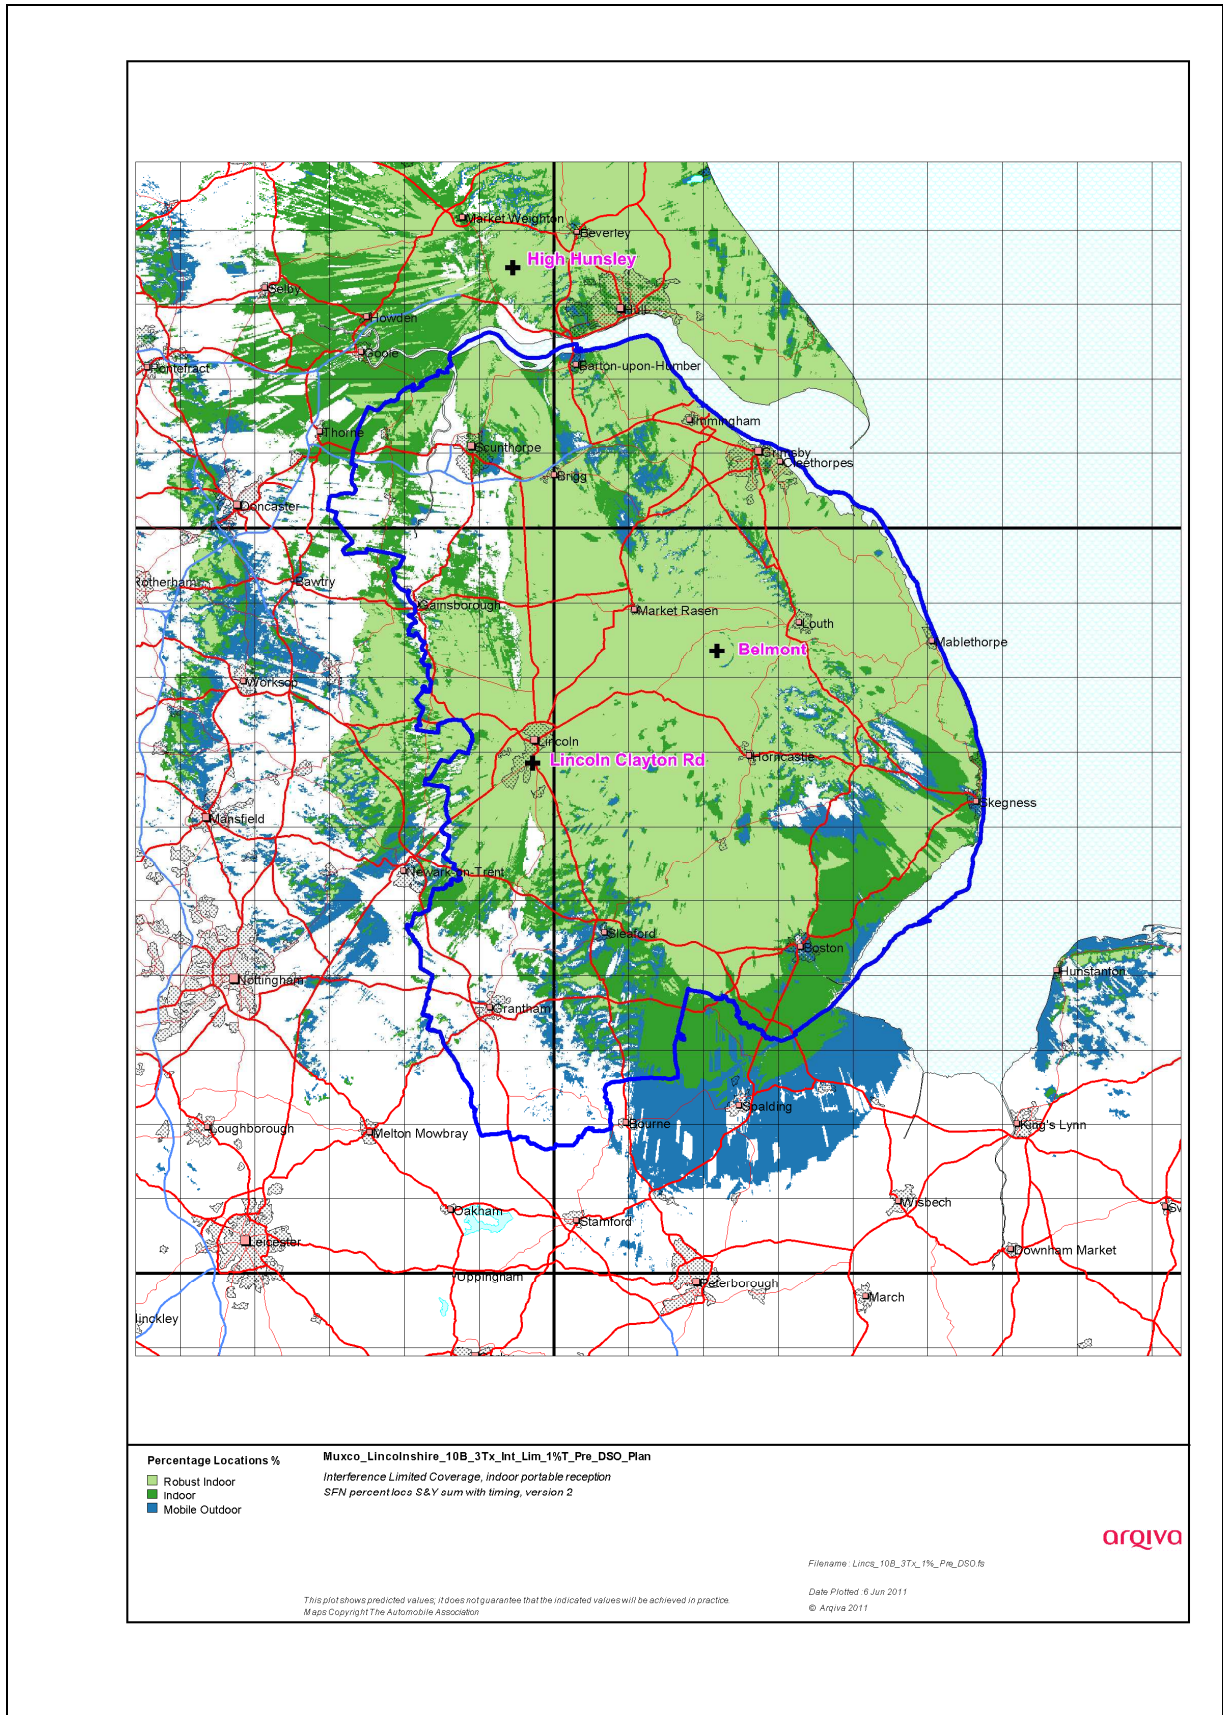 Market Weighton
Beverley
High Hunsley
Selby
Hull
Howden
Goole
Pontefract
Barton-upon-Humber
Immingham
Thorne
Scunthorpe
Grimsby
Cleethorpes
Brigg
Doncaster
Rotherham
Bawtry
Gainsborough
Market Rasen
Louth
Mablethorpe
Belmont
Worksop
Lincoln
Lincoln Clayton Rd
Horncastle
Skegness
Mansfield
Newark-on-Trent
Sleaford
Boston
Hunstanton
Nottingham
Grantham
Spalding
Loughborough
Melton Mowbray
Bourne
King's Lynn
Wisbech
Oakham
Stamford
Leicester
Downham Market
Uppingham
Peterborough
March
linckley
Percentage Locations %
Robust Indoor
Indoor
Mobile Outdoor
Muxco_Lincolnshire_10B_3Tx_Int_Lim_1%T_Pre_DSO_Plan
Interference Limited Coverage, indoor portable reception
SFN percent locs S&Y sum with timing, version 2
arqiva
Filename : Lincs_10B_3Tx_1%_Pre_DSO.fs
Date Plotted : 6 Jun 2011
© Arqiva 2011
This plot shows predicted values; it does not guarantee that the indicated values will be achieved in practice.
Maps Copyright The Automobile Association